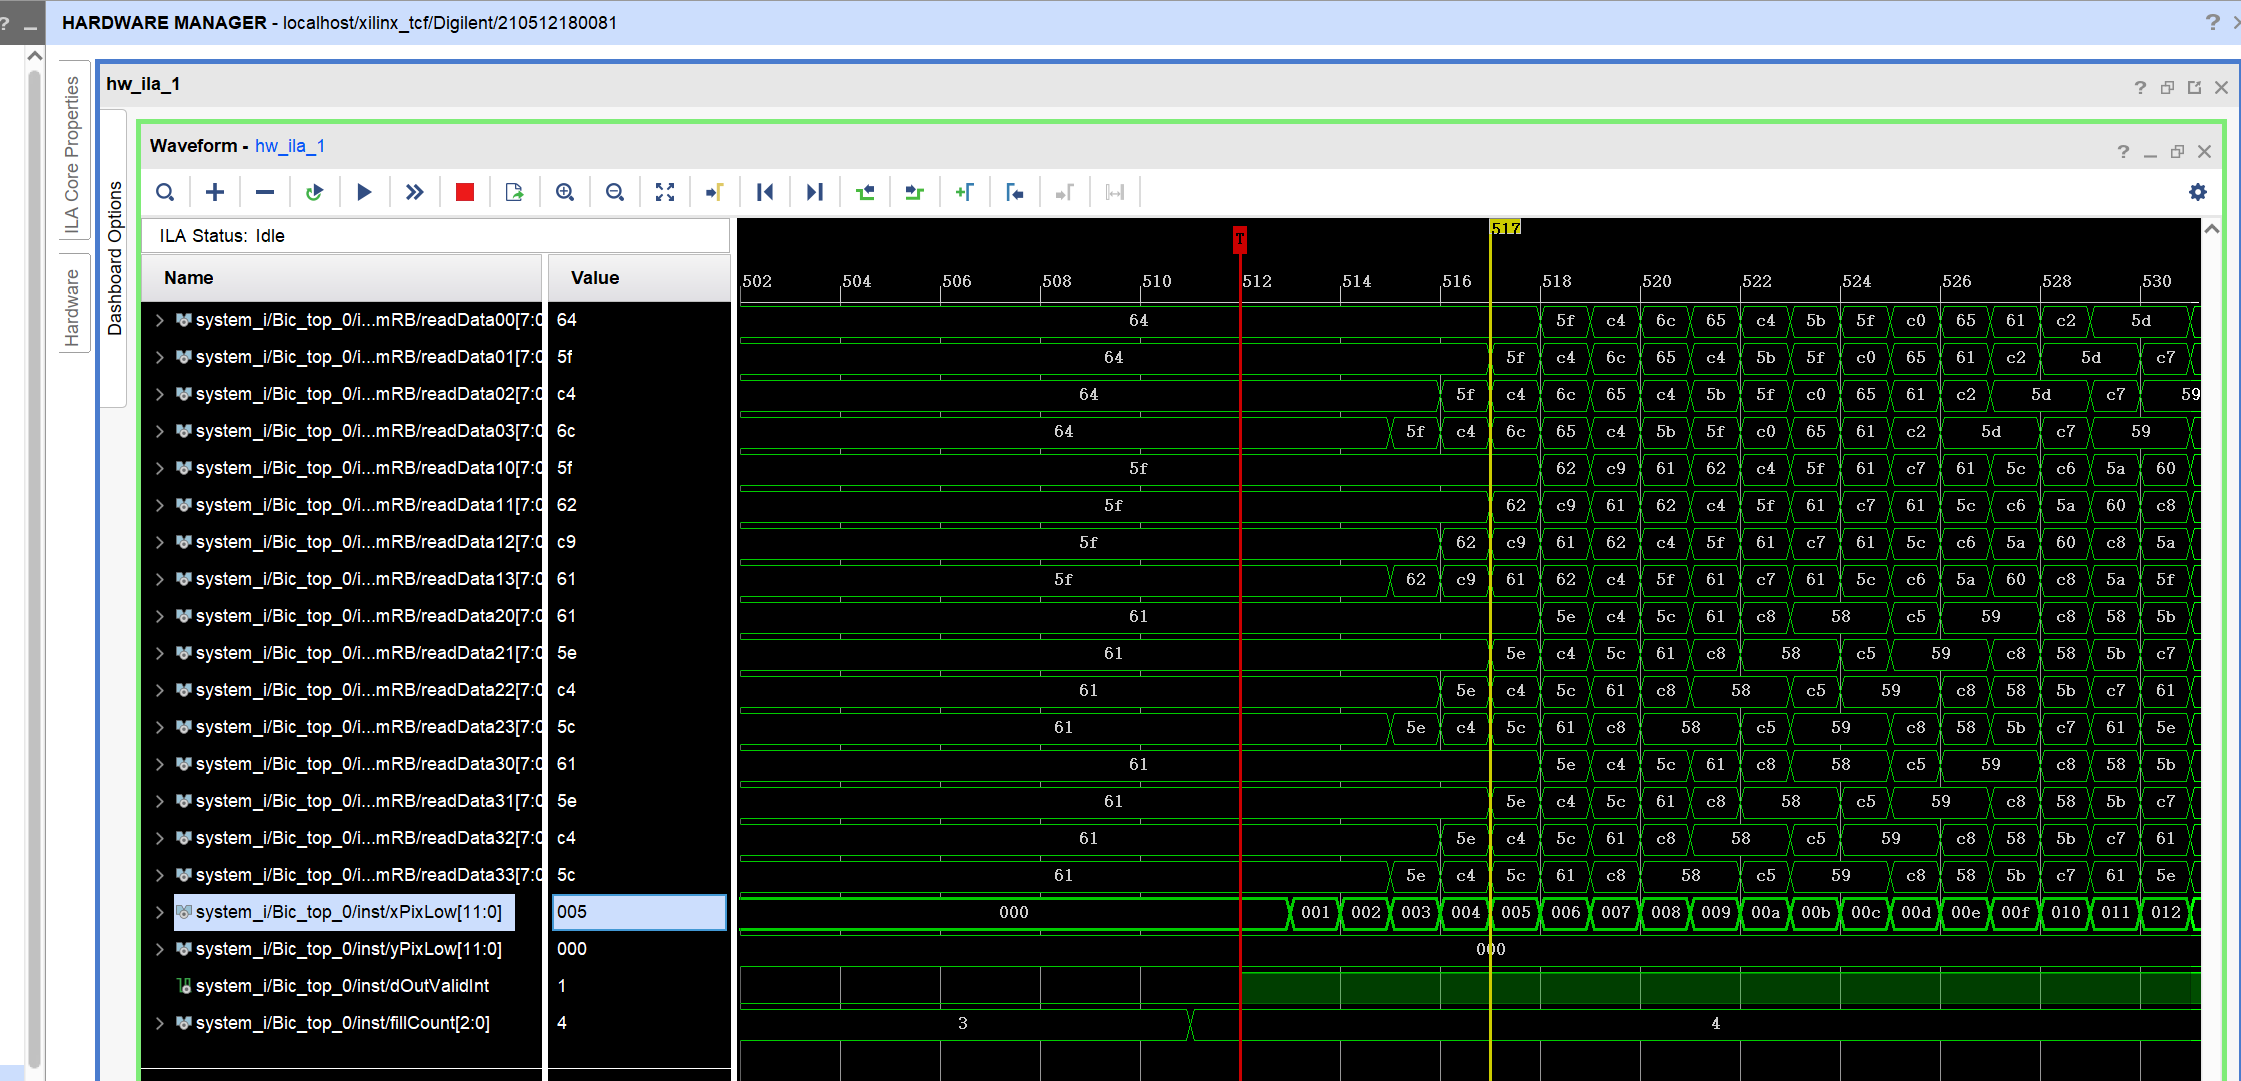 ? _ HARDWARE MANAGER - localhost/xilinx_tcf/Digilent/210512180081 ?
ILA Core Properties
Hardware
hw_ila_1
Dashboard Options
Waveform - hw_ila_1
ILA Status: Idle
Name Value
T 517
502 504 506 508 510 512 514 516 518 520 522 524 526 528 530
system_i/Bic_top_0/i...mRB/readData00[7:0 64 64 5f c4 6c 65 c4 5b 5f c0 65 61 c2 5d
system_i/Bic_top_0/i...mRB/readData01[7:0 5f 64 5f c4 6c 65 c4 5b 5f c0 65 61 c2 5d c7
system_i/Bic_top_0/i...mRB/readData02[7:0 c4 64 5f c4 6c 65 c4 5b 5f c0 65 61 c2 5d c7 59
system_i/Bic_top_0/i...mRB/readData03[7:0 6c 64 5f c4 6c 65 c4 5b 5f c0 65 61 c2 5d c7 59
system_i/Bic_top_0/i...mRB/readData10[7:0 5f 5f 62 c9 61 62 c4 5f 61 c7 61 5c c6 5a 60
system_i/Bic_top_0/i...mRB/readData11[7:0 62 5f 62 c9 61 62 c4 5f 61 c7 61 5c c6 5a 60 c8
system_i/Bic_top_0/i...mRB/readData12[7:0 c9 5f 62 c9 61 62 c4 5f 61 c7 61 5c c6 5a 60 c8 5a
system_i/Bic_top_0/i...mRB/readData13[7:0 61 5f 62 c9 61 62 c4 5f 61 c7 61 5c c6 5a 60 c8 5a 5f
system_i/Bic_top_0/i...mRB/readData20[7:0 61 61 5e c4 5c 61 c8 58 c5 59 c8 58 5b
system_i/Bic_top_0/i...mRB/readData21[7:0 5e 61 5e c4 5c 61 c8 58 c5 59 c8 58 5b c7
system_i/Bic_top_0/i...mRB/readData22[7:0 c4 61 5e c4 5c 61 c8 58 c5 59 c8 58 5b c7 61
system_i/Bic_top_0/i...mRB/readData23[7:0 5c 61 5e c4 5c 61 c8 58 c5 59 c8 58 5b c7 61 5e
system_i/Bic_top_0/i...mRB/readData30[7:0 61 61 5e c4 5c 61 c8 58 c5 59 c8 58 5b
system_i/Bic_top_0/i...mRB/readData31[7:0 5e 61 5e c4 5c 61 c8 58 c5 59 c8 58 5b c7
system_i/Bic_top_0/i...mRB/readData32[7:0 c4 61 5e c4 5c 61 c8 58 c5 59 c8 58 5b c7 61
system_i/Bic_top_0/i...mRB/readData33[7:0 5c 61 5e c4 5c 61 c8 58 c5 59 c8 58 5b c7 61 5e
system_i/Bic_top_0/inst/xPixLow[11:0] 005 000 001 002 003 004 005 006 007 008 009 00a 00b 00c 00d 00e 00f 010 011 012
system_i/Bic_top_0/inst/yPixLow[11:0] 000 000
system_i/Bic_top_0/inst/dOutValidInt 1
system_i/Bic_top_0/inst/fillCount[2:0] 4 3 4